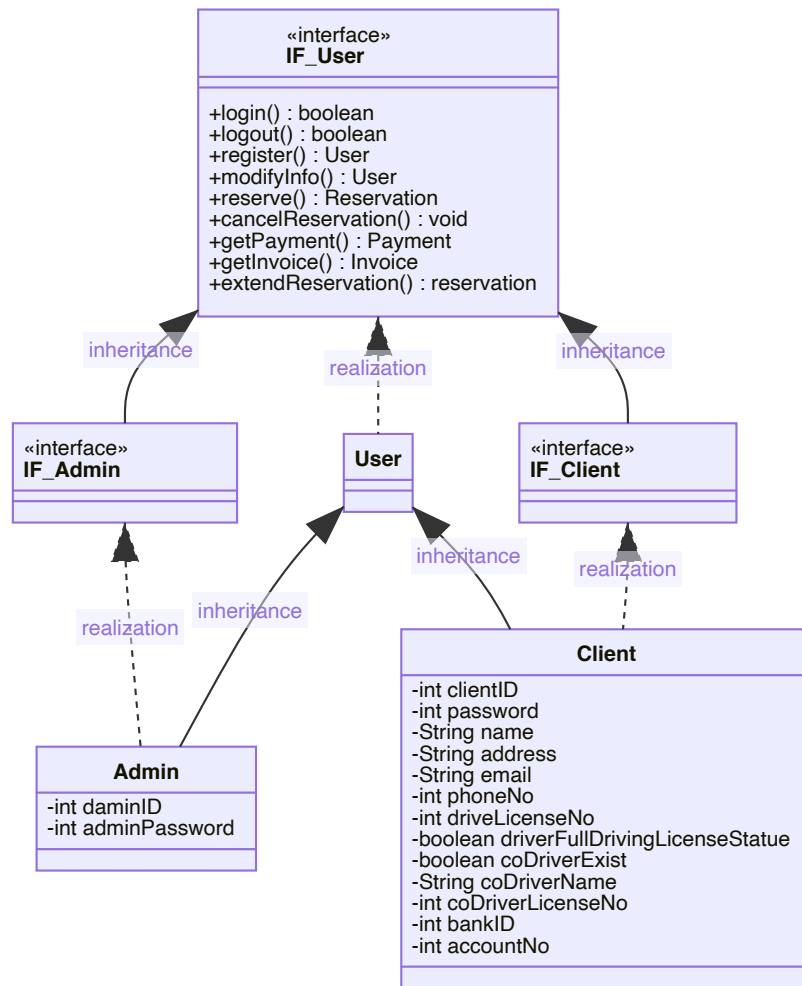 «interface»
IF_User
+login() : boolean
+logout() : boolean
+register() : User
+modifyInfo() : User
+reserve() : Reservation
+cancelReservation() : void
+getPayment() : Payment
+getInvoice() : Invoice
+extendReservation() : reservation
inheritance
realization
inheritance
«interface»
IF_Admin
User
«interface»
IF_Client
realization
inheritance
inheritance
realization
Admin
-int daminID
-int adminPassword
Client
-int clientID
-int password
-String name
-String address
-String email
-int phoneNo
-int driveLicenseNo
-boolean driverFullDrivingLicenseStatue
-boolean coDriverExist
-String coDriverName
-int coDriverLicenseNo
-int bankID
-int accountNo